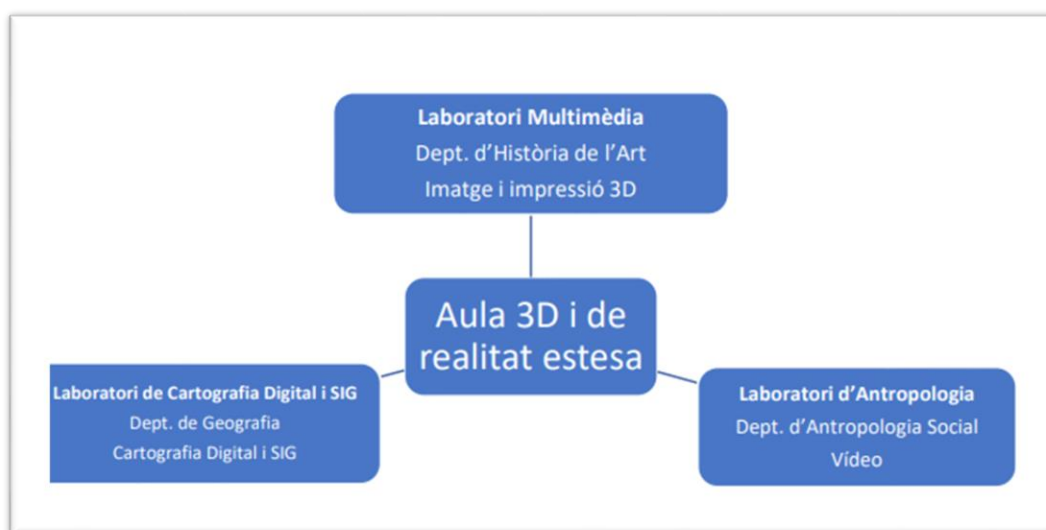 Laboratori Multimèdia
Dept. d’Història de l’Art
Imatge i impressió 3D
Aula 3D i de
realitat estesa
Laboratori de Cartografia Digital i SIG
Dept. de Geografia
Cartografia Digital i SIG
Laboratori d’Antropologia
Dept. d’Antropologia Social
Vídeo